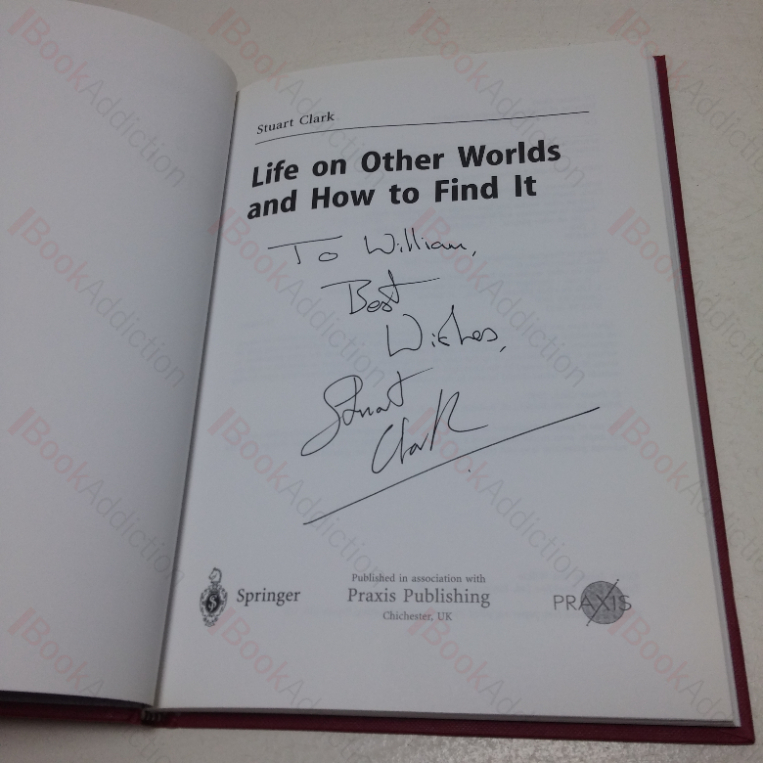 Stuart Clark
Life on Other Worlds
and How to Find It
To William,
Best
Wishes,
Stuart
Clark
Springer
Published in association with
Praxis Publishing
Chichester, UK
PRAXIS
BookAddiction